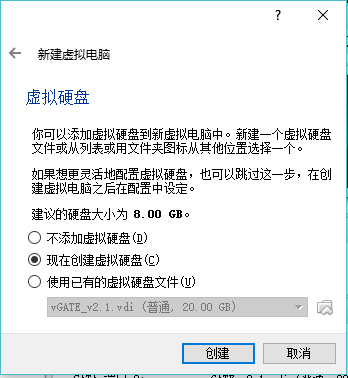 ?
新建虚拟电脑
虚拟硬盘
你可以添加虚拟硬盘到新虚拟电脑中。新建一个虚拟硬盘
文件或从列表或用文件夹图标从其他位置选择一个。
如果想更灵活地配置虚拟硬盘，也可以跳过这一步，在创
建虚拟电脑之后在配置中设定。
建议的硬盘大小为 8.00 GB。
不添加虚拟硬盘(D)
现在创建虚拟硬盘(C)
使用已有的虚拟硬盘文件(U)
vGATE_v2.1.vdi (普通, 20.00 GB)
创建
取消